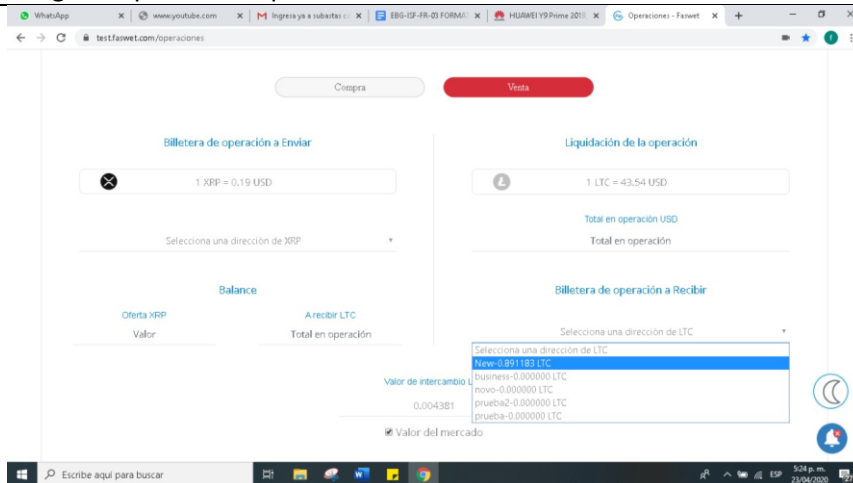 WhatsApp
www.youtube.com
Ingresa ya a subastas c
EBG-ISF-FR-03 FORMA
HUAWEI Y9 Prime 2019
Operaciones - Faswet
test.faswet.com/operaciones
Compra
Venta
Billetera de operación a Enviar
Liquidación de la operación
1 XRP = 0.19 USD
1 LTC = 43.54 USD
Total en operación USD
Selecciona una dirección de XRP
Total en operación
Balance
Billetera de operación a Recibir
Oferta XRP
A recibir LTC
Valor
Total en operación
Selecciona una dirección de LTC
Selecciona una dirección de LTC
New-0.891183 LTC
business-0.000000 LTC
novo-0.000000 LTC
prueba2-0.000000 LTC
prueba-0.000000 LTC
Valor de intercambio L
0.004381
Valor del mercado
Escribe aquí para buscar
ESP
5:24 p. m.
23/04/2020